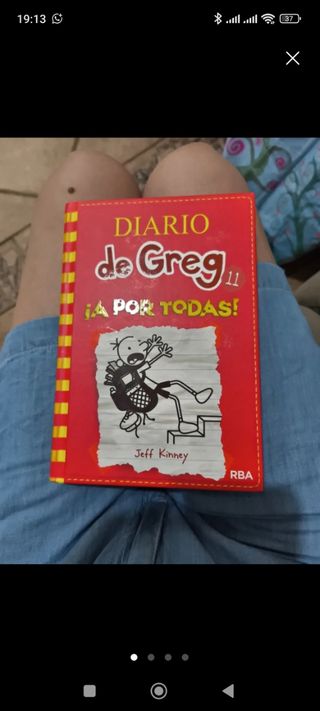 19:13
37
DIARIO
de Greg 11
¡A POR TODAS!
Jeff Kinney
RBA